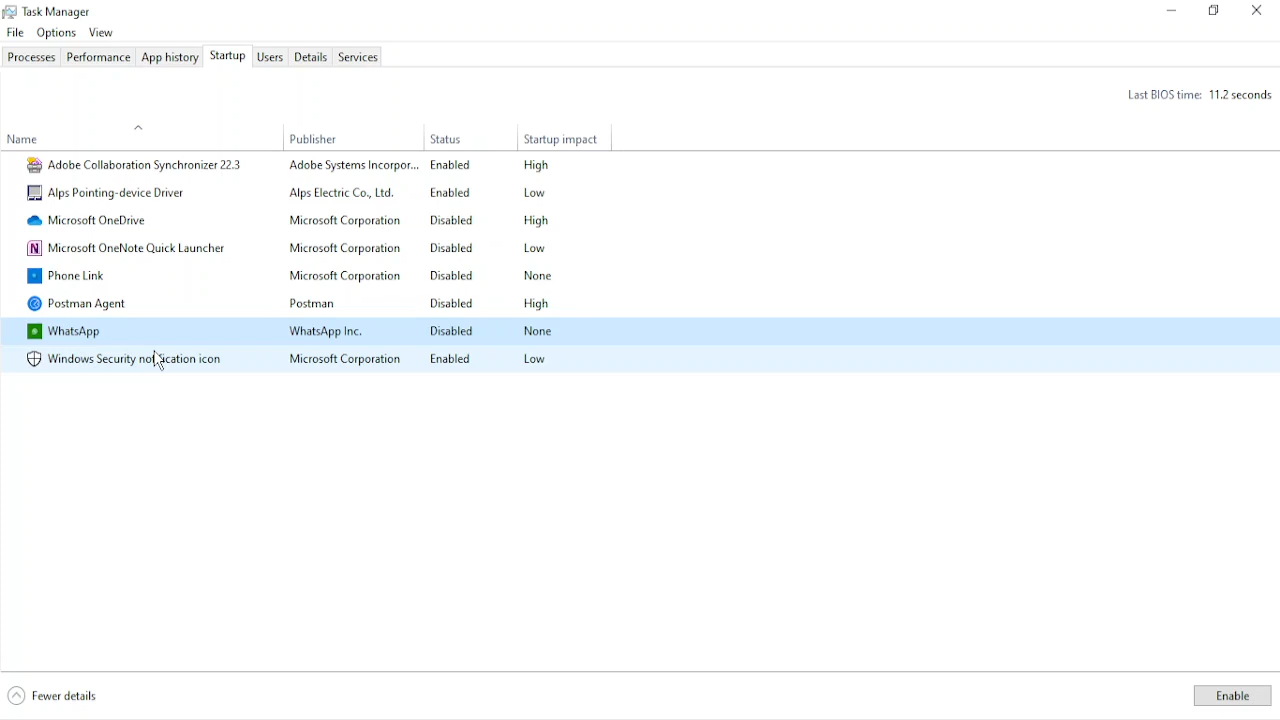 Task Manager
File Options View
Processes Performance App history Startup Users Details Services
Last BIOS time: 11.2 seconds
Name Publisher Status Startup impact
Adobe Collaboration Synchronizer 22.3 Adobe Systems Incorpor... Enabled High
Alps Pointing-device Driver Alps Electric Co., Ltd. Enabled Low
Microsoft OneDrive Microsoft Corporation Disabled High
Microsoft OneNote Quick Launcher Microsoft Corporation Disabled Low
Phone Link Microsoft Corporation Disabled None
Postman Agent Postman Disabled High
WhatsApp WhatsApp Inc. Disabled None
Windows Security notification icon Microsoft Corporation Enabled Low
Fewer details Enable